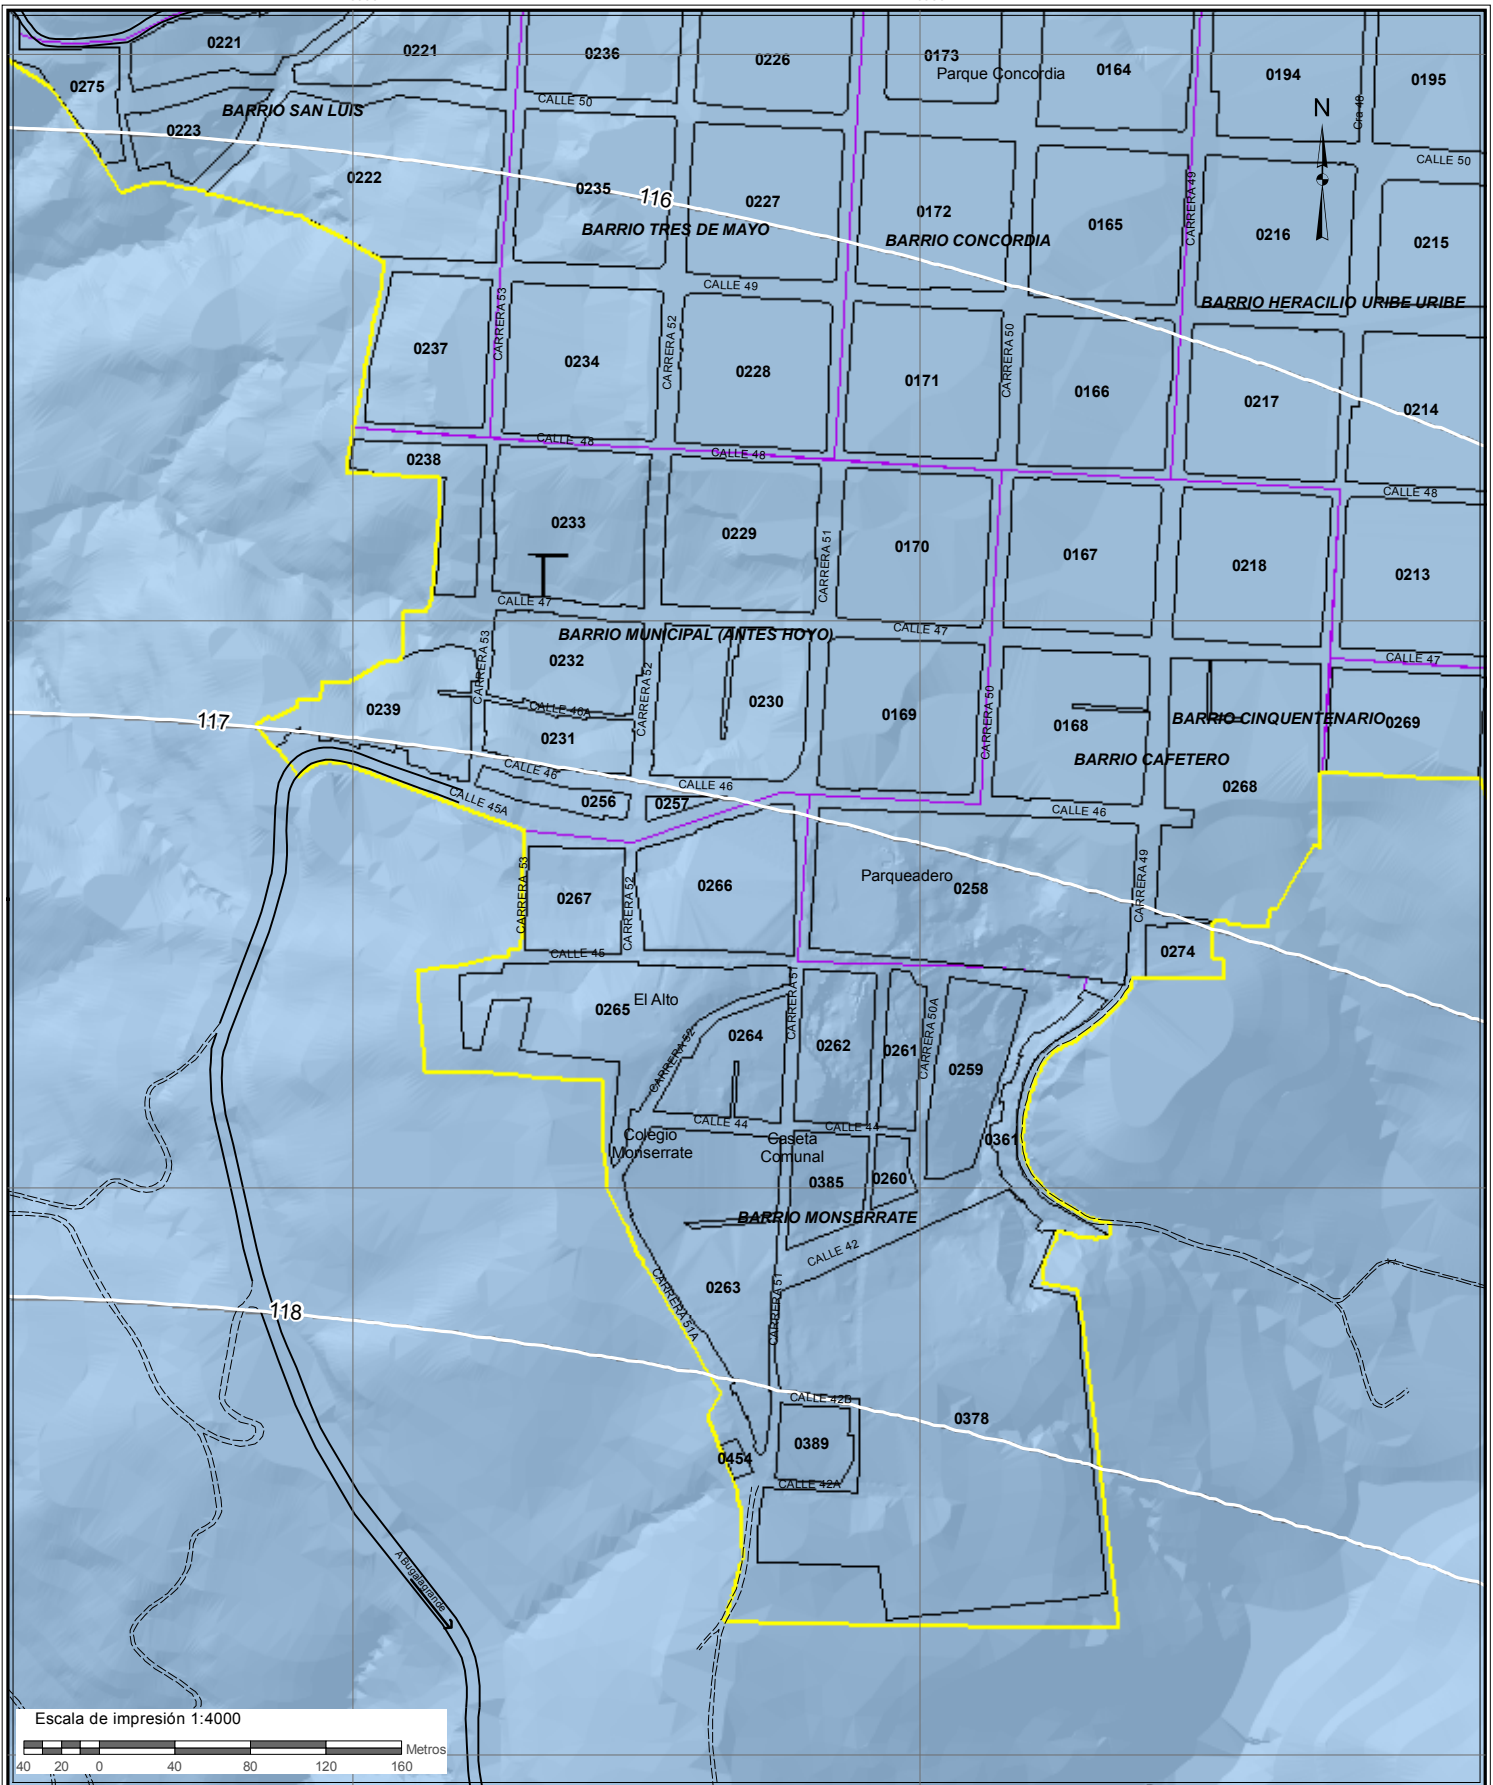 0221
0221
0236
0226
0173
Parque Concordia
0164
0194
0195
0275
CALLE 50
BARRIO SAN LUIS
N
Cra 48
0223
CALLE 50
0222
0235
116
0227
0172
0165
CARRERA 49
0216
0215
BARRIO TRES DE MAYO
BARRIO CONCORDIA
CALLE 49
BARRIO HERACILIO URIBE URIBE
CARRERA 53
CARRERA 52
CARRERA 50
0237
0234
0228
0171
0166
0217
0214
CALLE 48
CALLE 48
0238
CALLE 48
0233
0229
CARRERA 51
0170
0167
0218
0213
CALLE 47
CALLE 47
BARRIO MUNICIPAL (ANTES HOYO)
CALLE 47
CARRERA 53
0232
CARRERA 52
0230
0239
CALLE 46A
0169
CARRERA 50
0168
117
BARRIO CINQUENTENARIO
0269
0231
BARRIO CAFETERO
CALLE 46
CALLE 46
0268
CALLE 45A
0256
0257
CALLE 46
CARRERA 53
CARRERA 52
0266
Parqueadero
0258
CARRERA 49
0267
CALLE 45
0274
0265
El Alto
CARRERA 51
CARRERA 52
0264
0262
0261
CARRERA 50A
0259
CALLE 44
CALLE 44
Colegio
Monserrate
Caseta
Comunal
0361
0385
0260
BARRIO MONSERRATE
CALLE 42
0263
CARRERA 51A
CARRERA 51
118
CALLE 42B
0378
0389
0454
CALLE 42A
A Bugalagrande
Escala de impresión 1:4000
Metros
40 20 0 40 80 120 160